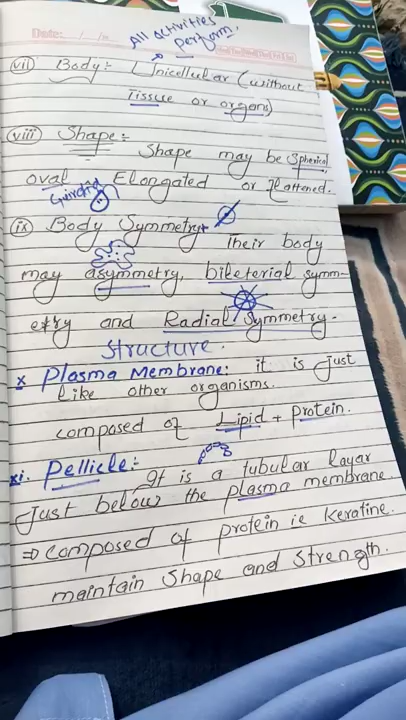 Date:
All activities
perform.
vii) Body:- Unicellular (without
Tissue or organs)
viii) Shape:-
Shape may be Spherical
oval Elongated or flattened.
ix) Body Symmetry:-
Their body
may asymmetry, bileterial symm-
etry and Radial Symmetry.
Structure.
x Plasma Membrane: it is just
like other organisms.
composed of Lipid + protein.
xi. Pellicle:- It is a tubular layar
Just below the plasma membrane.
⇒ composed of protein ie Keratine.
maintain Shape and Strength.